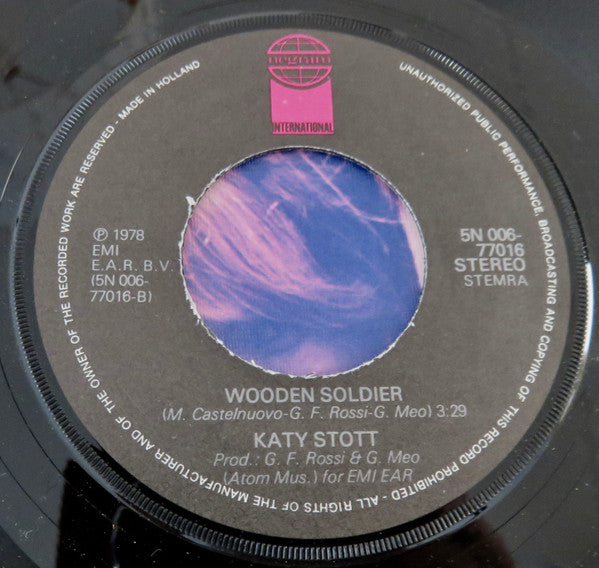 negram
INTERNATIONAL
ALL RIGHTS OF THE MANUFACTURER AND OF THE OWNER OF THE RECORDED WORK ARE RESERVED - MADE IN HOLLAND
UNAUTHORIZED PUBLIC PERFORMANCE, BROADCASTING AND COPYING OF THIS RECORD PROHIBITED -
℗ 1978
EMI
E.A.R. B.V.
(5N 006-
77016-B)
5N 006-
77016
STEREO
STEMRA
WOODEN SOLDIER
(M. Castelnuovo-G. F. Rossi-G. Meo) 3:29
KATY STOTT
Prod.: G. F. Rossi & G. Meo
(Atom Mus.) for EMI EAR